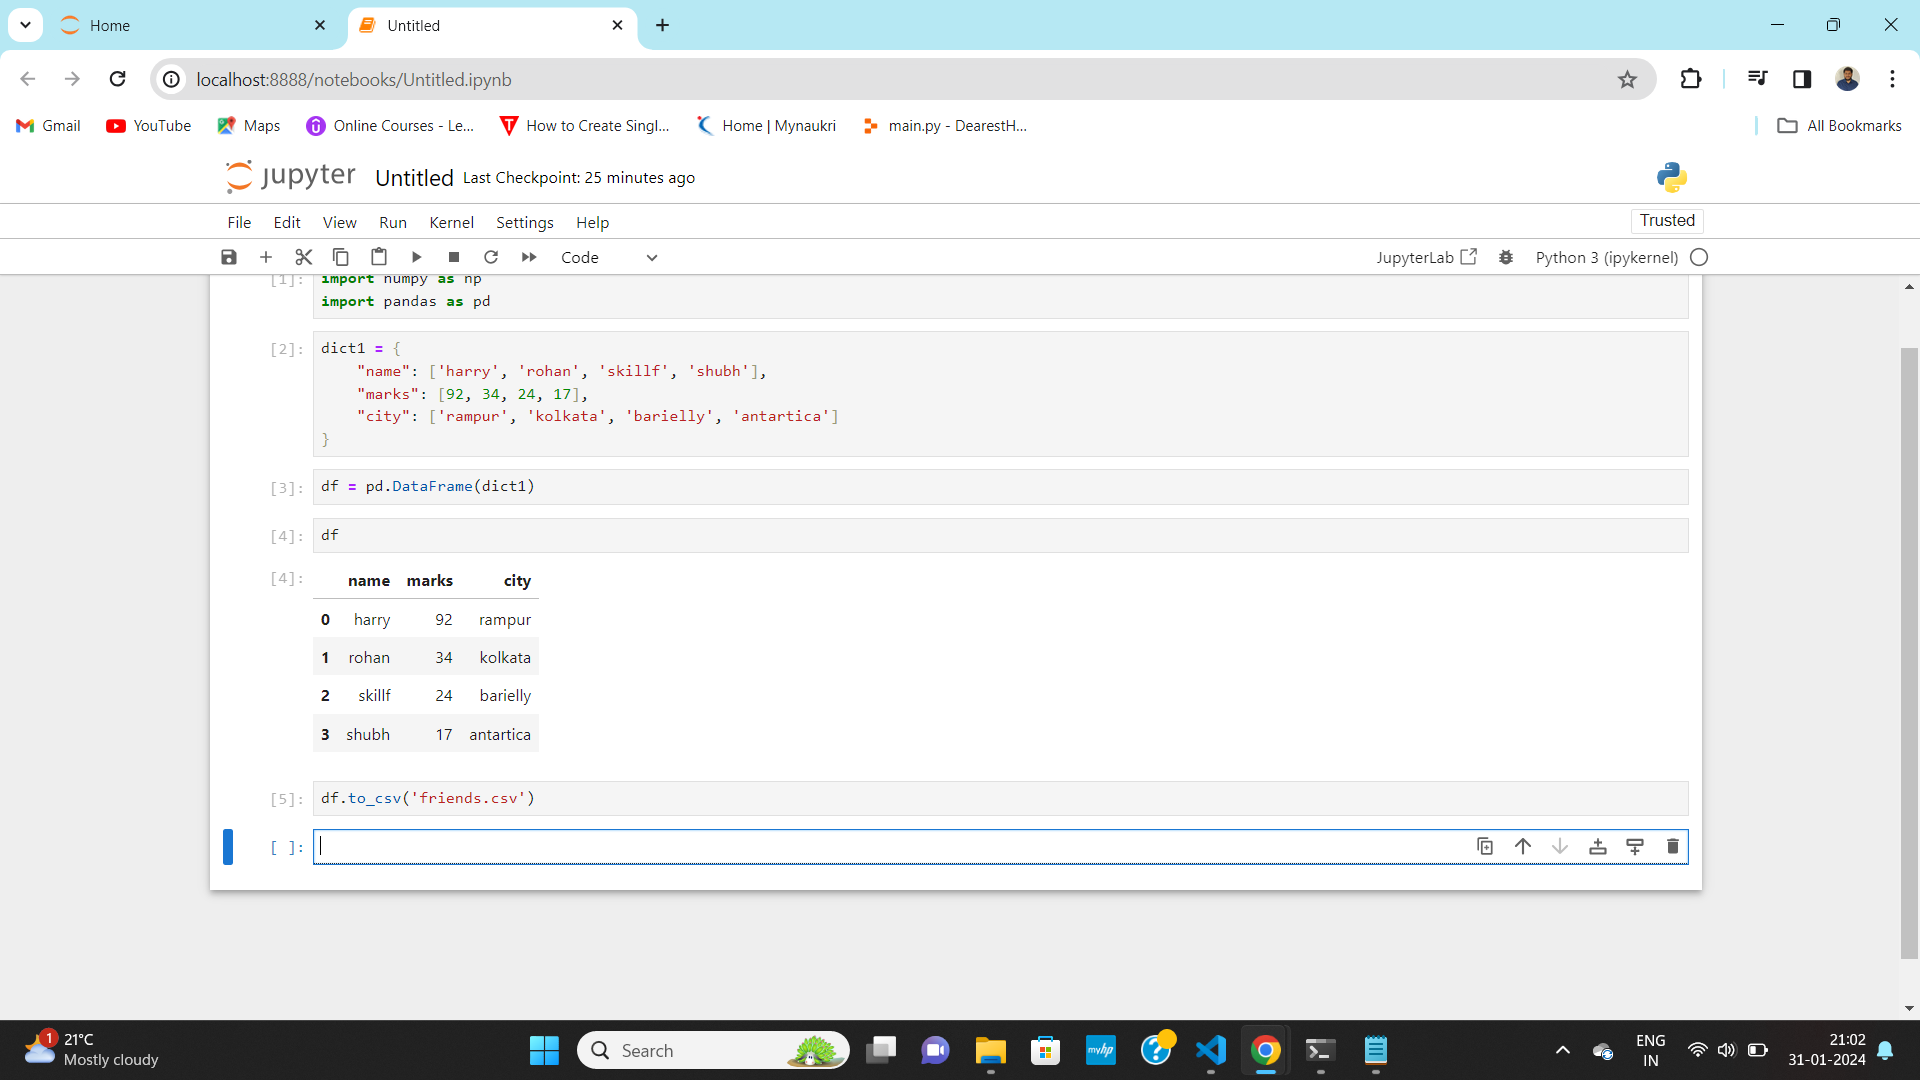 Home
Untitled
localhost:8888/notebooks/Untitled.ipynb
Gmail YouTube Maps Online Courses - Le... How to Create Singl... Home | Mynaukri main.py - DearestH... All Bookmarks
jupyter Untitled Last Checkpoint: 25 minutes ago
File Edit View Run Kernel Settings Help Trusted
Code JupyterLab Python 3 (ipykernel)
[1]: import numpy as np
import pandas as pd
[2]: dict1 = {
"name": ['harry', 'rohan', 'skillf', 'shubh'],
"marks": [92, 34, 24, 17],
"city": ['rampur', 'kolkata', 'barielly', 'antartica']
}
[3]: df = pd.DataFrame(dict1)
[4]: df
[4]: name marks city
0 harry 92 rampur
1 rohan 34 kolkata
2 skillf 24 barielly
3 shubh 17 antartica
[5]: df.to_csv('friends.csv')
[ ]:
1 21°C
Mostly cloudy
Search
myhp
ENG
IN
21:02
31-01-2024